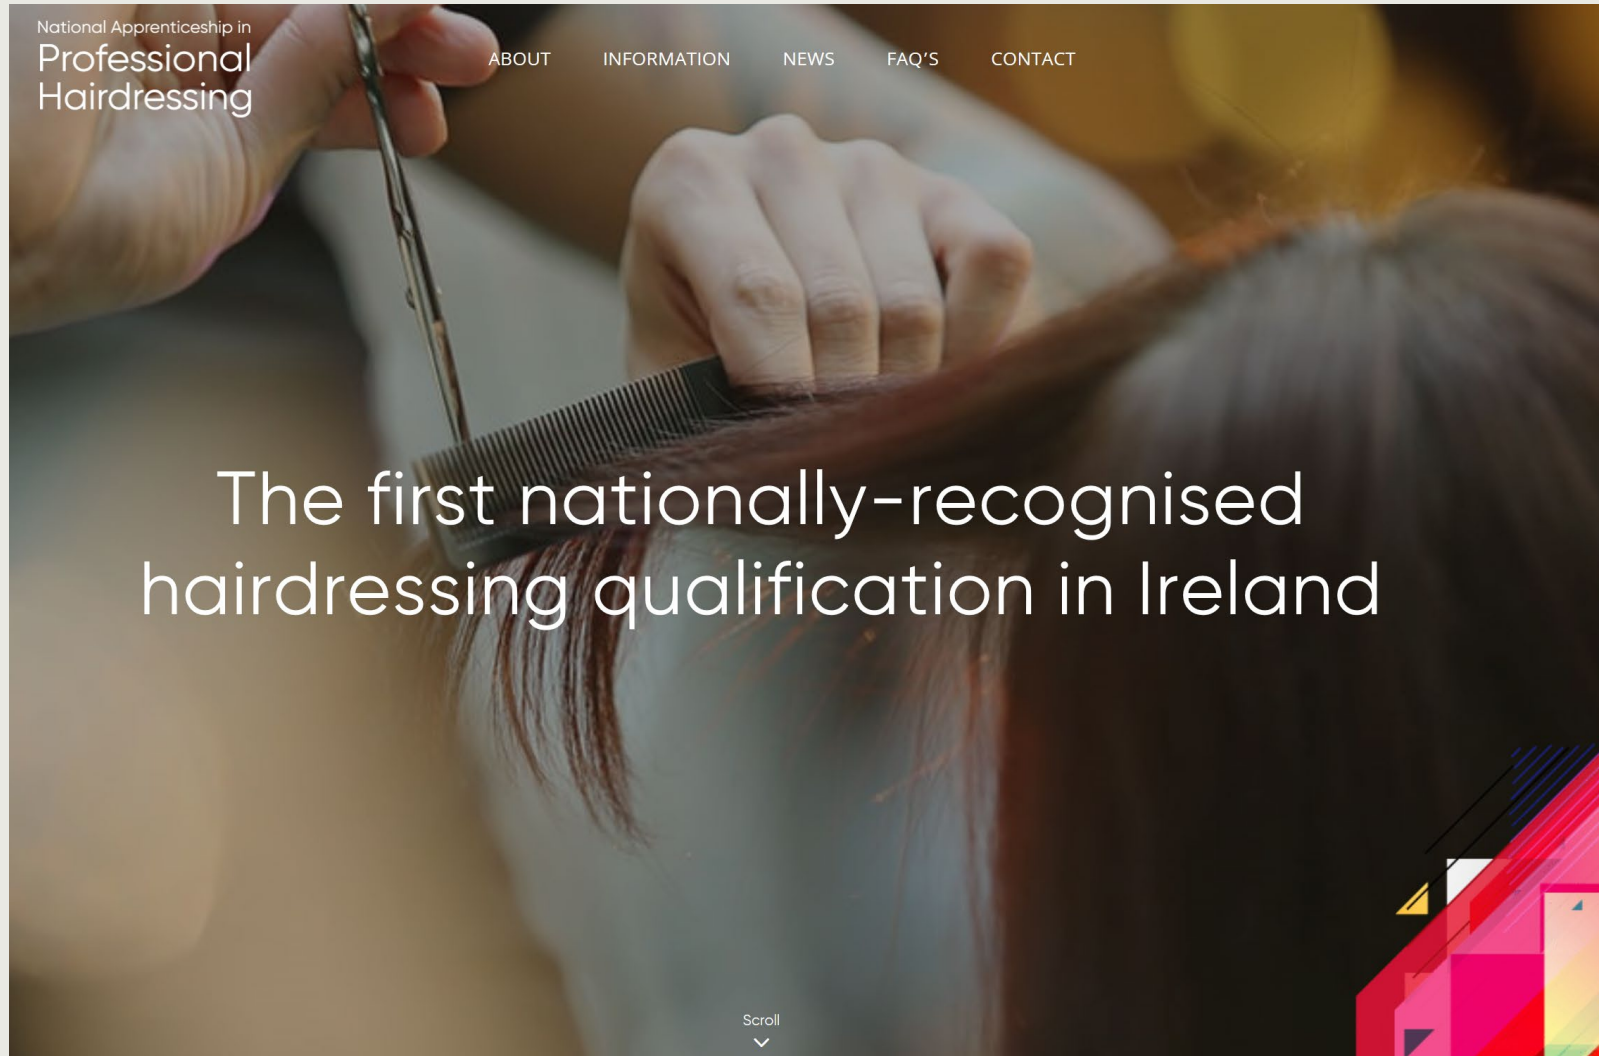 National Apprenticeship in
Professional
Hairdressing
ABOUT
INFORMATION
NEWS
FAQ'S
CONTACT
The first nationally-recognised
hairdressing qualification in Ireland
Scroll